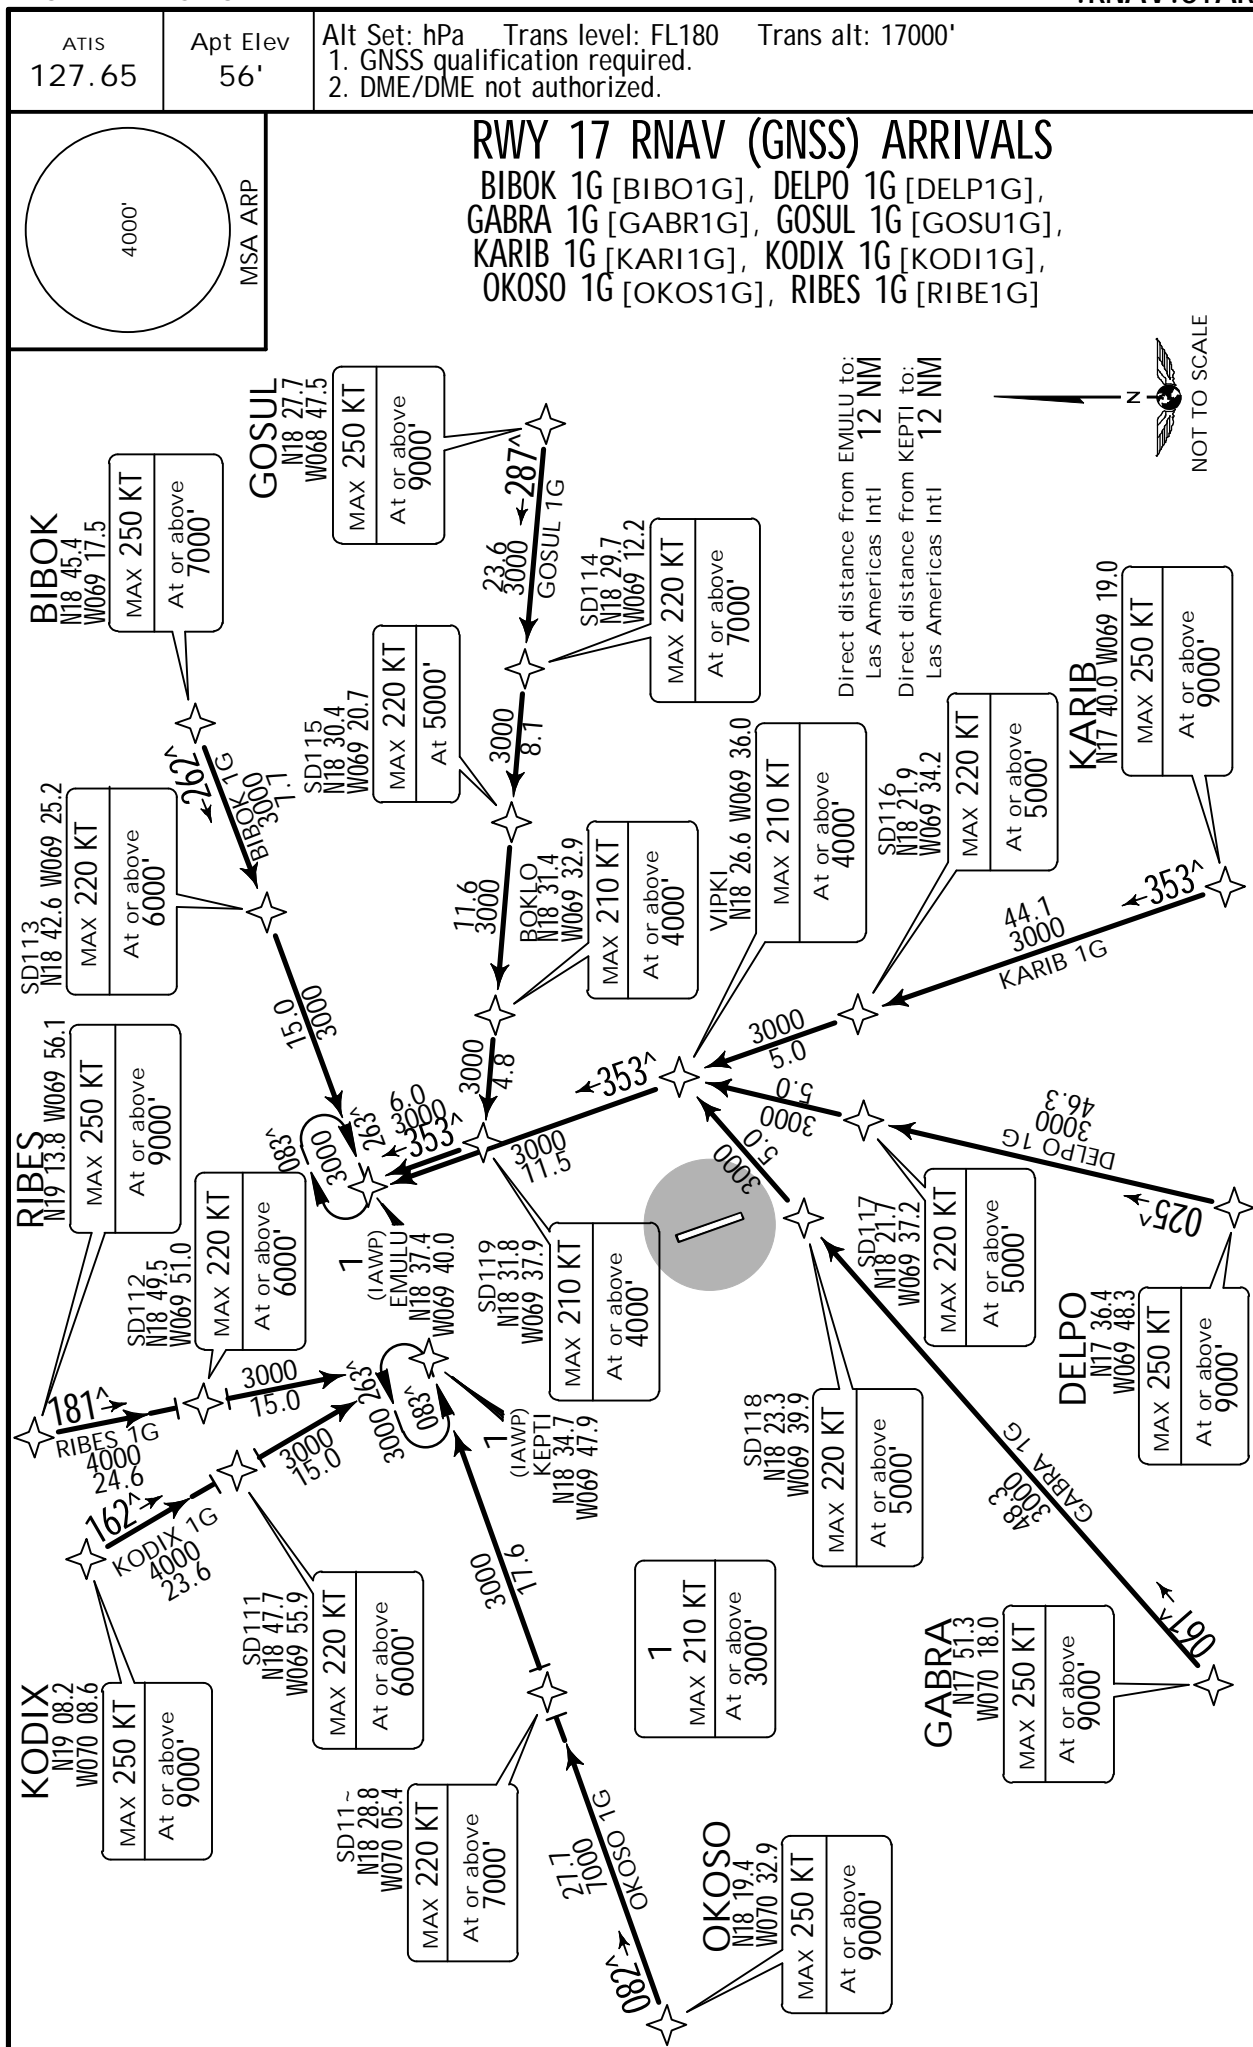 ATIS
127.65
Apt Elev
56'
Alt Set: hPa Trans level: FL180 Trans alt: 17000'
1. GNSS qualification required.
2. DME/DME not authorized.
4000'
MSA ARP
RWY 17 RNAV (GNSS) ARRIVALS
BIBOK 1G [BIBO1G], DELPO 1G [DELP1G],
GABRA 1G [GABR1G], GOSUL 1G [GOSU1G],
KARIB 1G [KARI1G], KODIX 1G [KODI1G],
OKOSO 1G [OKOS1G], RIBES 1G [RIBE1G]
Direct distance from EMULU to:
Las Americas Intl 12 NM
Direct distance from KEPTI to:
Las Americas Intl 12 NM
N
NOT TO SCALE
GOSUL
N18 27.7
W068 47.5
MAX 250 KT
At or above
9000'
287^
23.6
3000
GOSUL 1G
BIBOK
N18 45.4
W069 17.5
MAX 250 KT
At or above
7000'
262^
BIBOK 1G
3000
7.7
SD114
N18 29.7
W069 12.2
MAX 220 KT
At or above
7000'
3000
8.1
SD115
N18 30.4
W069 20.7
MAX 220 KT
At 5000'
11.6
3000
SD113
N18 42.6 W069 25.2
MAX 220 KT
At or above
6000'
15.0
3000
BOKLO
N18 31.4
W069 32.9
MAX 210 KT
At or above
4000'
3000
4.8
VIPKI
N18 26.6 W069 36.0
MAX 210 KT
At or above
4000'
353^
3000
11.5
SD116
N18 21.9
W069 34.2
MAX 220 KT
At or above
5000'
3000
5.0
KARIB
N17 40.0 W069 19.0
MAX 250 KT
At or above
9000'
353^
44.1
3000
KARIB 1G
RIBES
N19 13.8 W069 56.1
MAX 250 KT
At or above
9000'
181^
RIBES 1G
4000
24.6
SD112
N18 49.5
W069 51.0
MAX 220 KT
At or above
6000'
3000
15.0
083^
3000
263^
6.0
3000
353^
1
(IAWP)
EMULU
N18 37.4
W069 40.0
SD119
N18 31.8
W069 37.9
MAX 210 KT
At or above
4000'
3000
5.0
5.0
3000
SD117
N18 21.7
W069 37.2
MAX 220 KT
At or above
5000'
46.3
3000
DELPO 1G
025^
DELPO
N17 36.4
W069 48.3
MAX 250 KT
At or above
9000'
SD118
N18 23.3
W069 39.9
MAX 220 KT
At or above
5000'
48.3
3000
GABRA 1G
061^
GABRA
N17 51.3
W070 18.0
MAX 250 KT
At or above
9000'
263^
3000
083^
1
(IAWP)
KEPTI
N18 34.7
W069 47.9
KODIX
N19 08.2
W070 08.6
MAX 250 KT
At or above
9000'
162^
KODIX 1G
4000
23.6
SD111
N18 47.7
W069 55.9
MAX 220 KT
At or above
6000'
3000
15.0
3000
17.6
1
MAX 210 KT
At or above
3000'
SD11~
N18 28.8
W070 05.4
MAX 220 KT
At or above
7000'
27.7
7000
OKOSO 1G
082^
OKOSO
N18 19.4
W070 32.9
MAX 250 KT
At or above
9000'